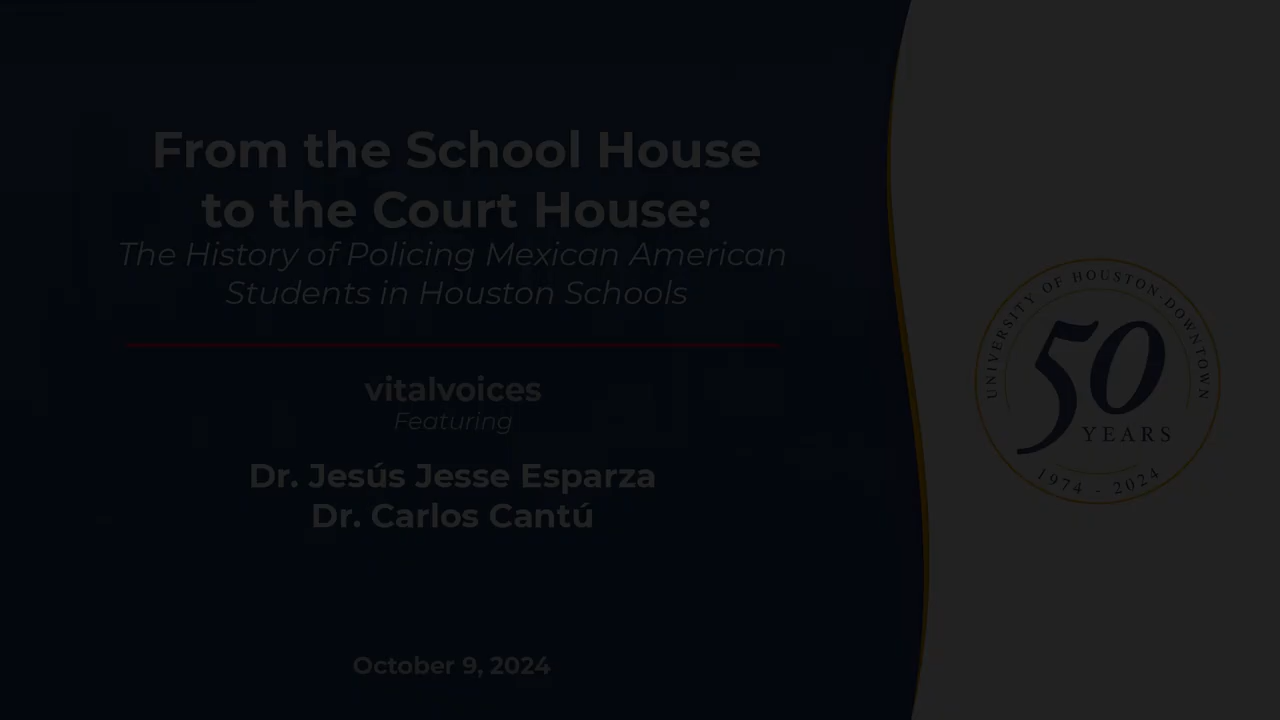 From the School House
to the Court House:
The History of Policing Mexican American
Students in Houston Schools
vitalvoices
Featuring
Dr. Jesús Jesse Esparza
Dr. Carlos Cantú
October 9, 2024
UNIVERSITY OF HOUSTON·DOWNTOWN
50
YEARS
1974 - 2024